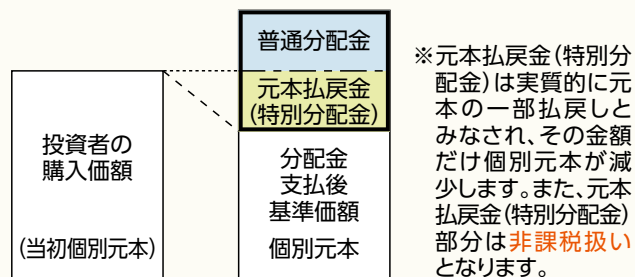 普通分配金
元本払戻金
(特別分配金)
投資者の
購入価額
(当初個別元本)
分配金
支払後
基準価額
個別元本
※元本払戻金(特別分
配金)は実質的に元
本の一部払戻しと
みなされ、その金額
だけ個別元本が減
少します。また、元本
払戻金(特別分配金)
部分は非課税扱い
となります。